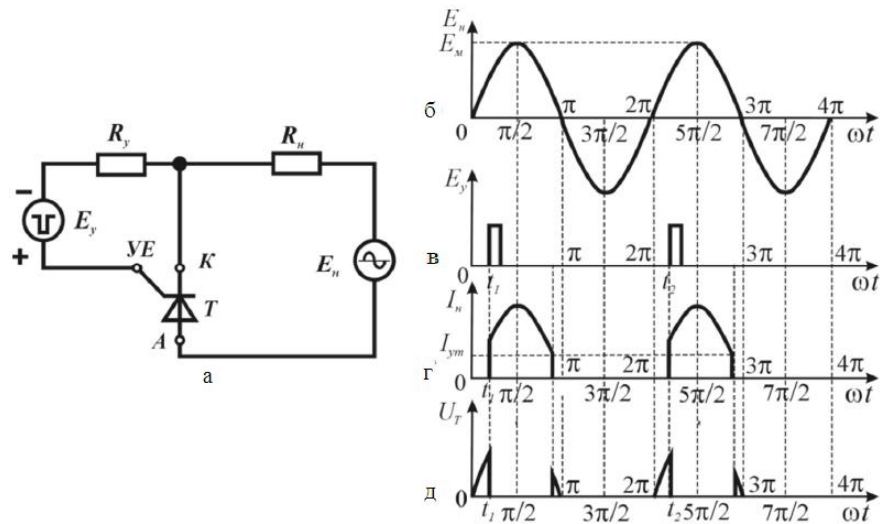 R_у
R_н
−
E_у
+
УЕ
К
E_н
Т
А
а
E_н
E_м
б
0
π
2π
3π
4π
π/2
3π/2
5π/2
7π/2
ωt
E_у
в
0
t_1
π
2π
t_2
3π
4π
ωt
I_н
I_ут
г
0
π
2π
3π
4π
t_1
π/2
3π/2
5π/2
7π/2
ωt
U_T
д
0
π
2π
3π
4π
t_1
π/2
3π/2
t_2
5π/2
7π/2
ωt